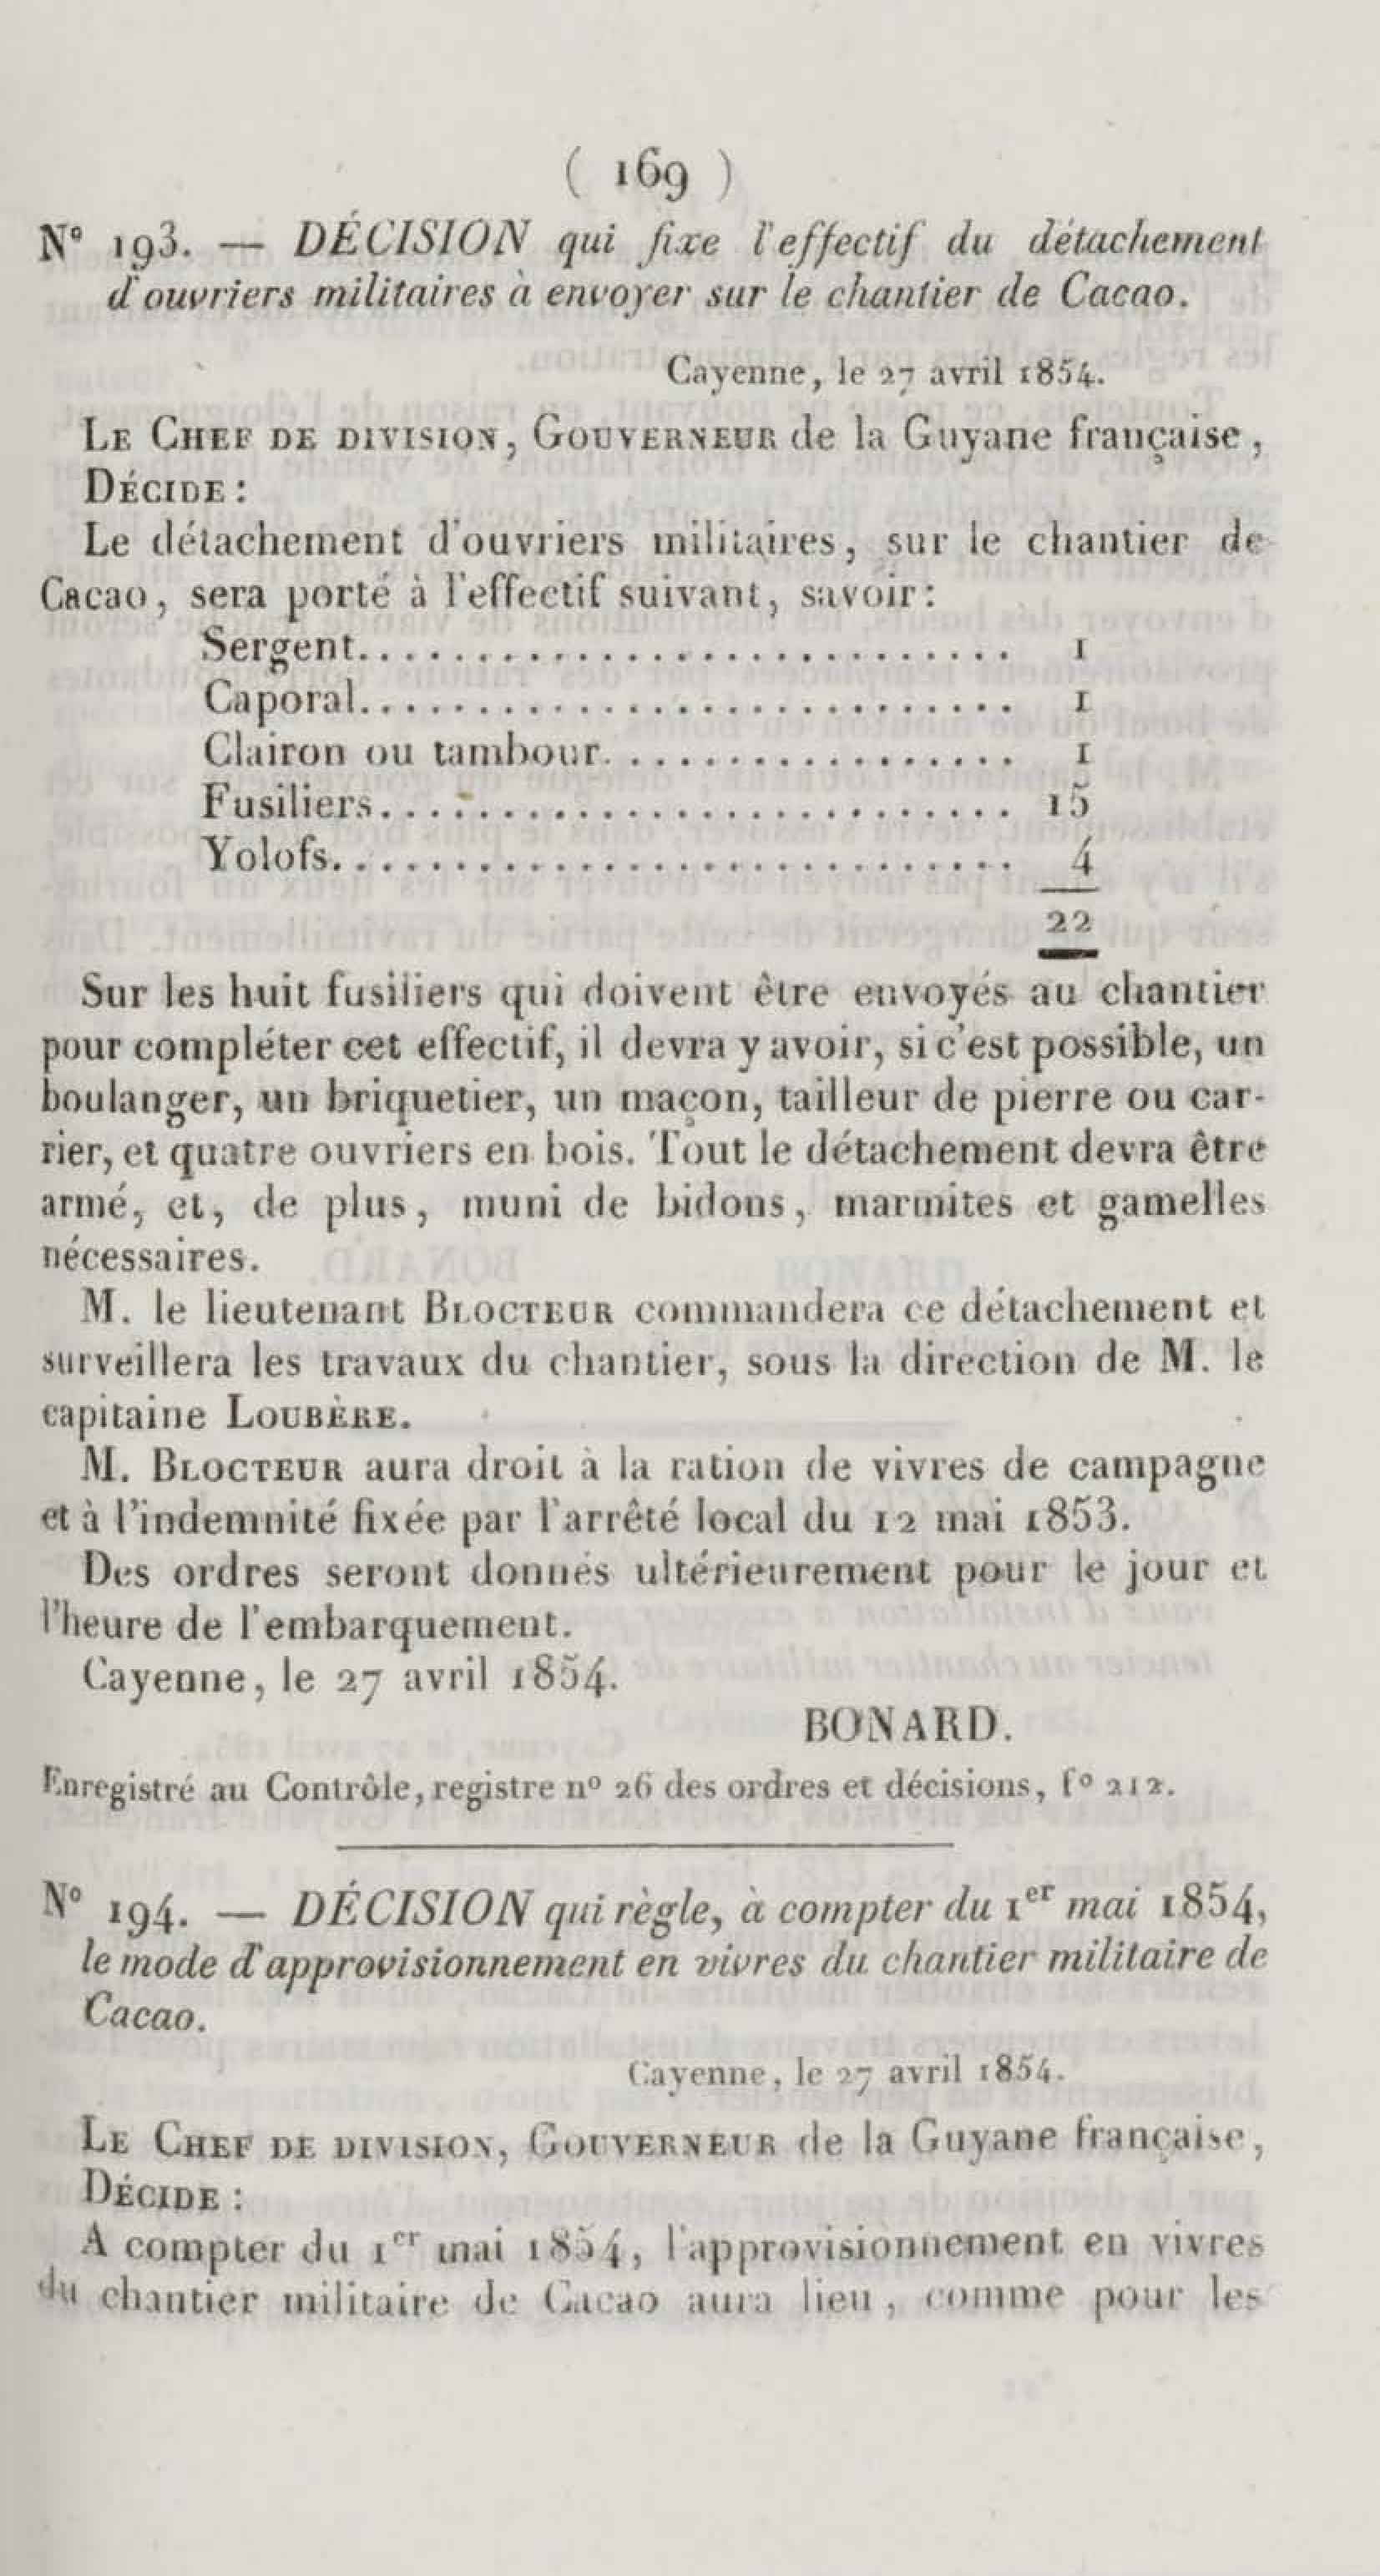 ( 169 )
N° 193. — DÉCISION qui fixe l'effectif du détachement
d'ouvriers militaires à envoyer sur le chantier de Cacao.
Cayenne, le 27 avril 1854.
LE CHEF DE DIVISION, GOUVERNEUR de la Guyane française,
DÉCIDE :
Le détachement d'ouvriers militaires, sur le chantier de
Cacao, sera porté à l'effectif suivant, savoir :
Sergent............................ 1
Caporal............................ 1
Clairon ou tambour.................. 1
Fusiliers........................... 15
Yolofs............................. 4
22
Sur les huit fusiliers qui doivent être envoyés au chantier
pour compléter cet effectif, il devra y avoir, si c'est possible, un
boulanger, un briquetier, un maçon, tailleur de pierre ou car-
rier, et quatre ouvriers en bois. Tout le détachement devra être
armé, et, de plus, muni de bidons, marmites et gamelles
nécessaires.
M. le lieutenant BLOCTEUR commandera ce détachement et
surveillera les travaux du chantier, sous la direction de M. le
capitaine LOUBÈRE.
M. BLOCTEUR aura droit à la ration de vivres de campagne
et à l'indemnité fixée par l'arrêté local du 12 mai 1853.
Des ordres seront donnés ultérieurement pour le jour et
l'heure de l'embarquement.
Cayenne, le 27 avril 1854.
BONARD.
Enregistré au Contrôle, registre n° 26 des ordres et décisions, f° 212.
N° 194. — DÉCISION qui règle, à compter du 1er mai 1854,
le mode d'approvisionnement en vivres du chantier militaire de
Cacao.
Cayenne, le 27 avril 1854.
LE CHEF DE DIVISION, GOUVERNEUR de la Guyane française,
DÉCIDE :
A compter du 1er mai 1854, l'approvisionnement en vivres
du chantier militaire de Cacao aura lieu, comme pour les